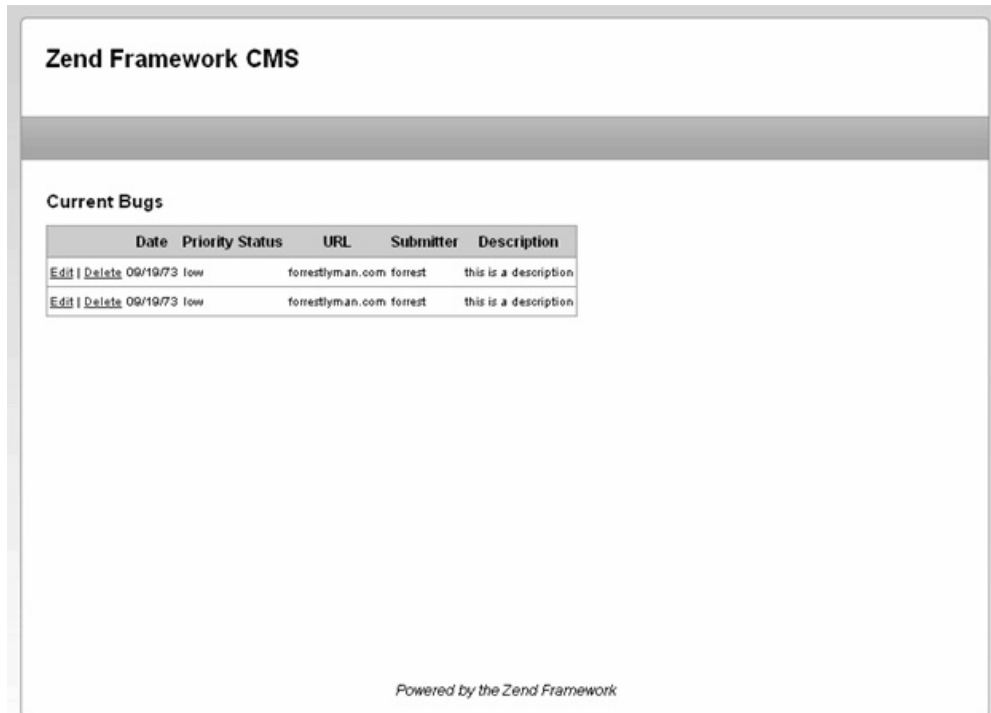 Zend Framework CMS
Current Bugs
Date Priority Status URL Submitter Description
Edit | Delete 09/19/73 low forrestlyman.com forrest this is a description
Edit | Delete 09/19/73 low forrestlyman.com forrest this is a description
Powered by the Zend Framework